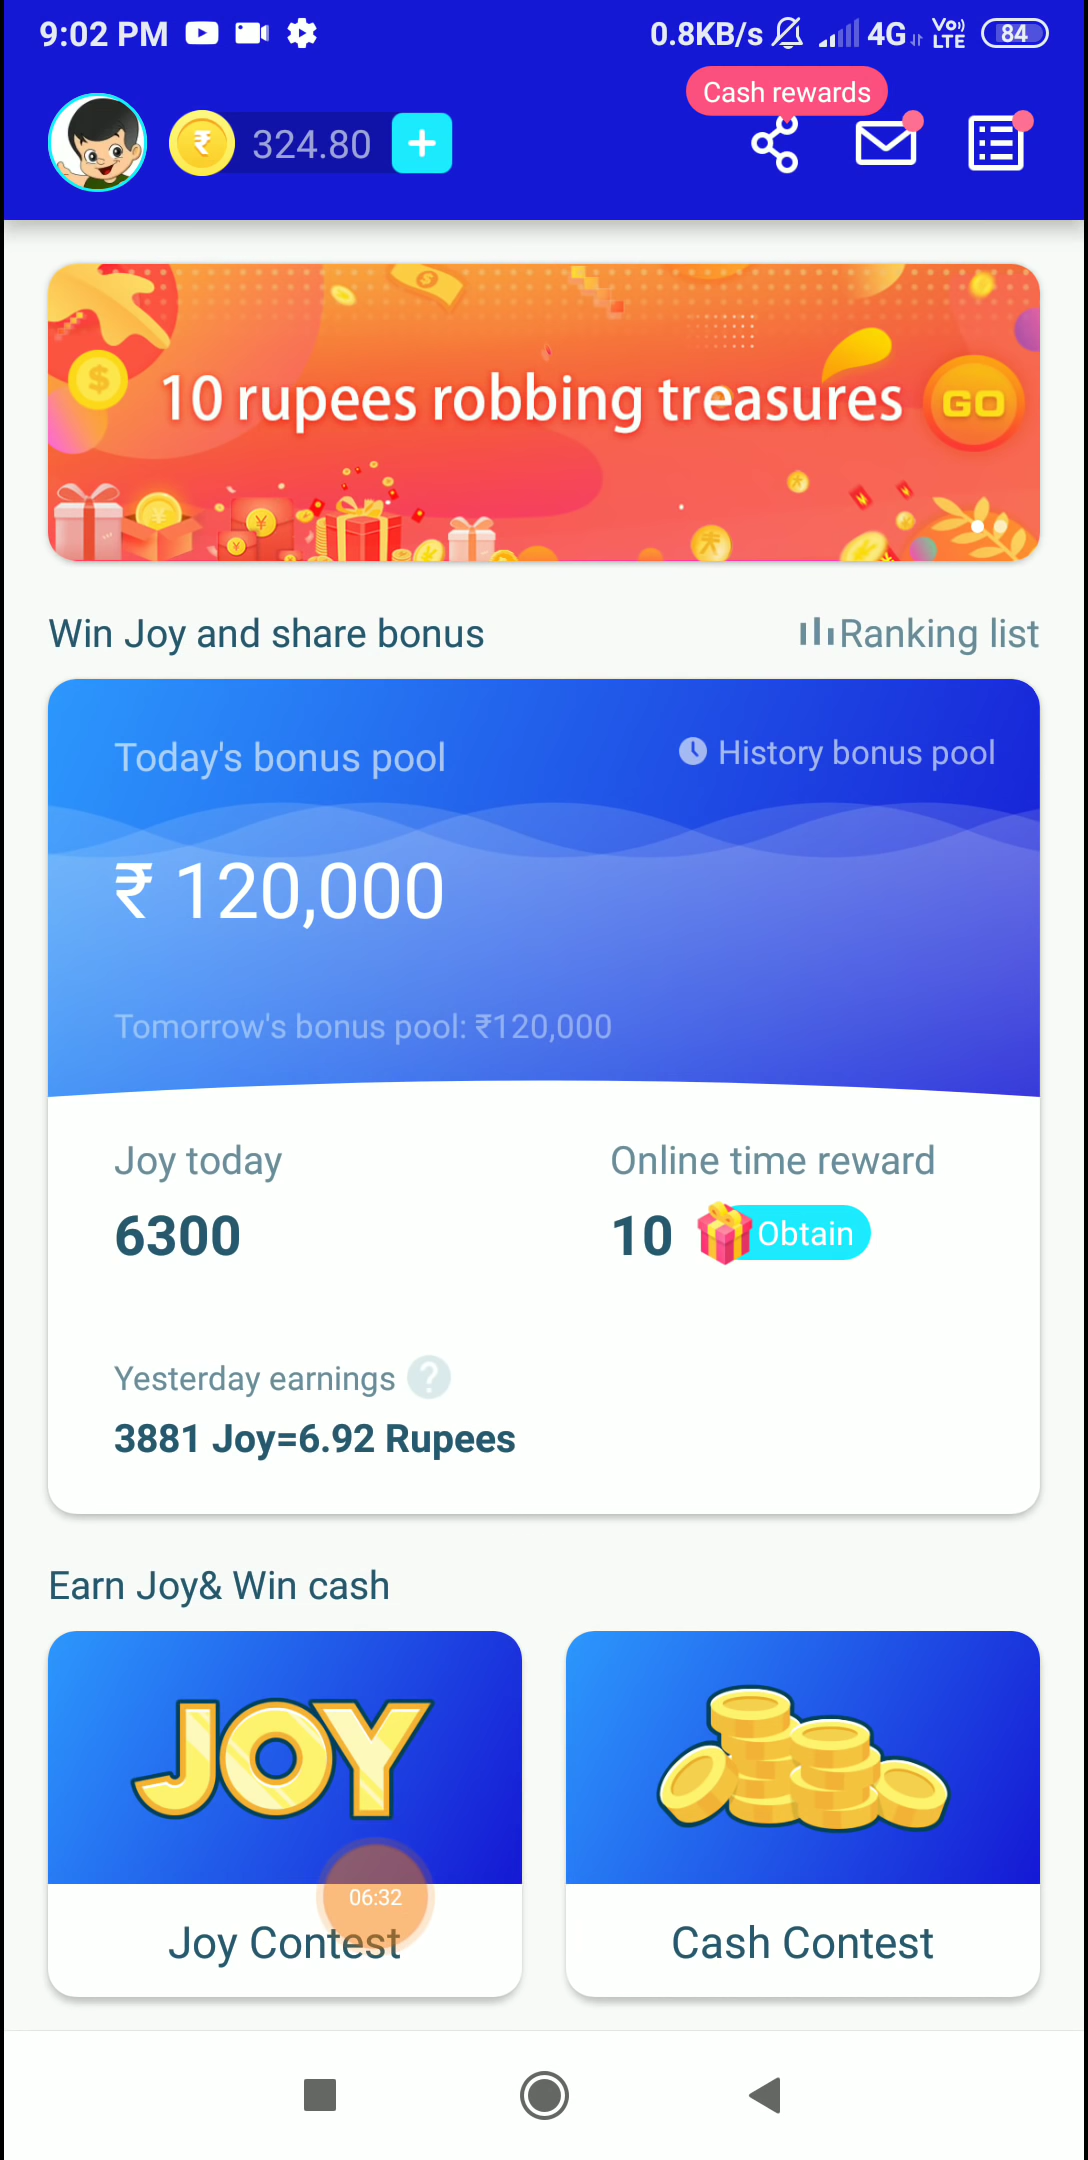 9:02 PM 0.8KB/s 4G Vo) LTE 84
Cash rewards
324.80
10 rupees robbing treasures GO
Win Joy and share bonus Ranking list
Today's bonus pool History bonus pool
₹ 120,000
Tomorrow's bonus pool: ₹120,000
Joy today Online time reward
6300 10 Obtain
Yesterday earnings ?
3881 Joy=6.92 Rupees
Earn Joy& Win cash
JOY
06:32
Joy Contest Cash Contest